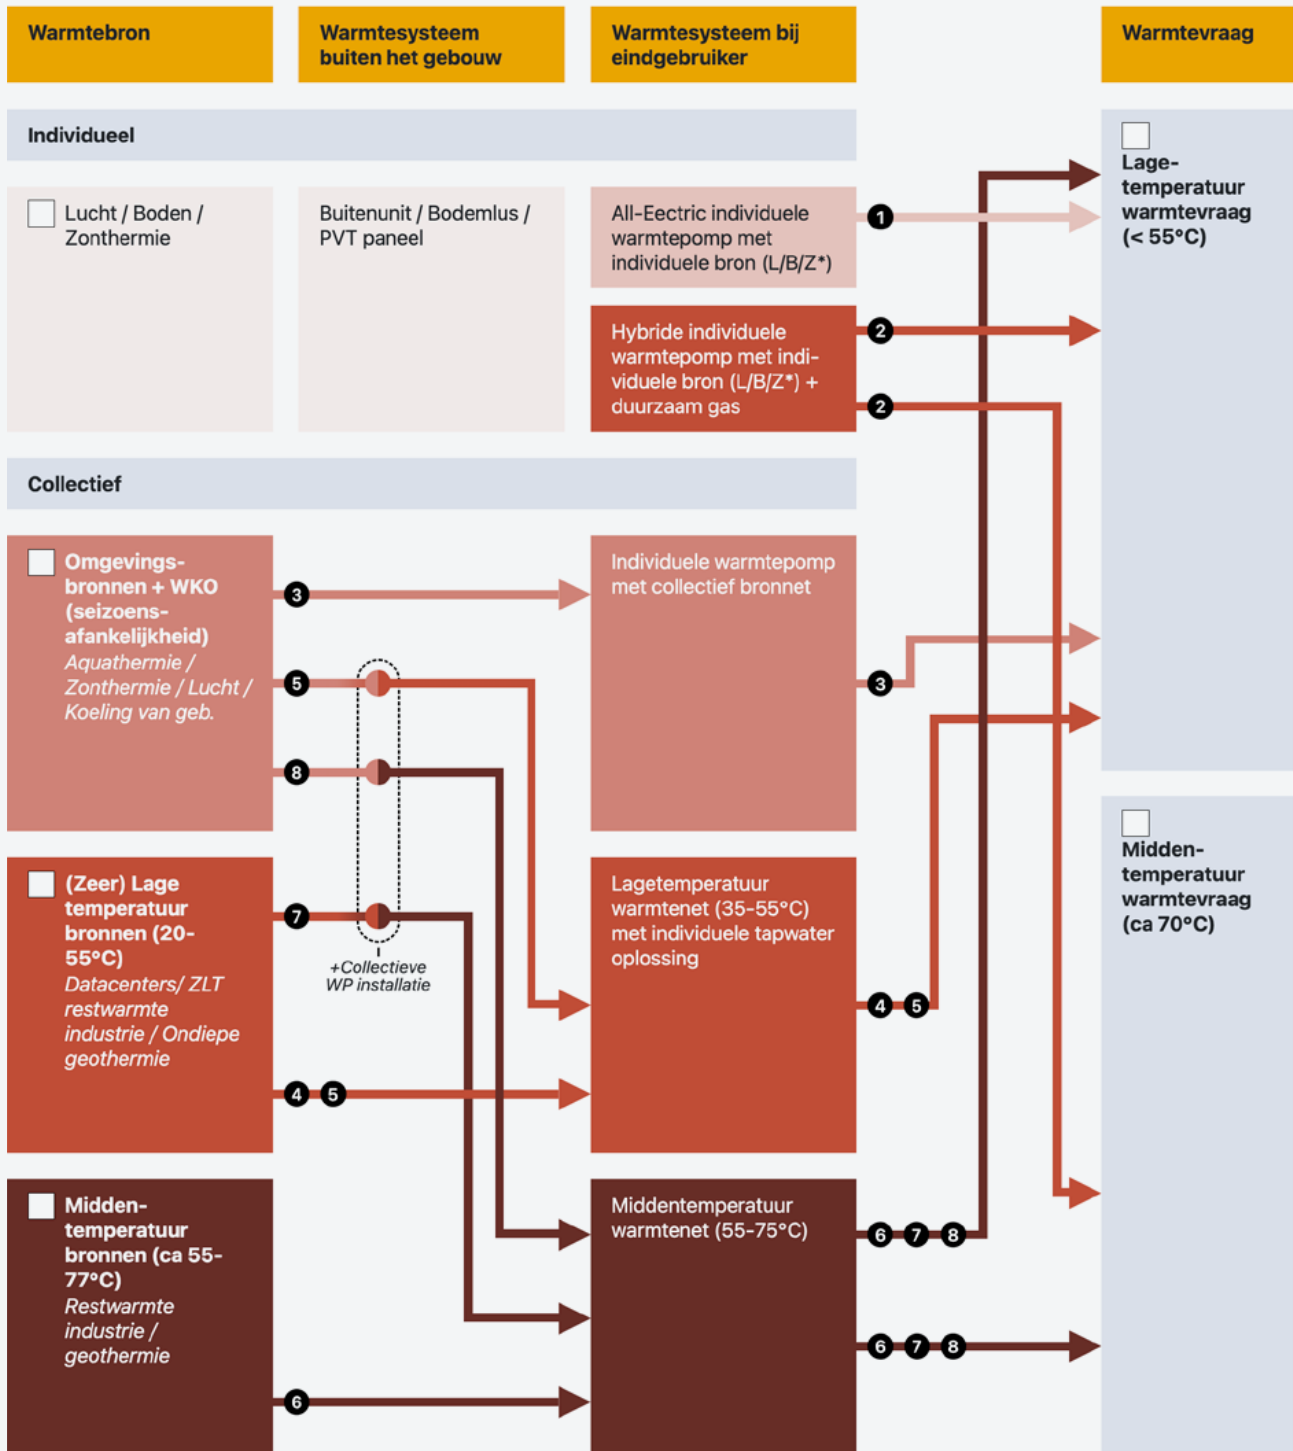 Warmtebron
Warmtesysteem
buiten het gebouw
Warmtesysteem bij
eindgebruiker
Warmtevraag
Individueel
Lucht / Boden /
Zonthermie
Buitenunit / Bodemlus /
PVT paneel
All-Eectric individuele
warmtepomp met
individuele bron (L/B/Z*)
1
Hybride individuele
warmtepomp met indi-
viduele bron (L/B/Z*) +
duurzaam gas
2
2
Lage-
temperatuur
warmtevraag
(< 55°C)
Collectief
Omgevings-
bronnen + WKO
(seizoens-
afankelijkheid)
Aquathermie /
Zonthermie / Lucht /
Koeling van geb.
3
5
8
Individuele warmtepomp
met collectief bronnet
3
Midden-
temperatuur
warmtevraag
(ca 70°C)
(Zeer) Lage
temperatuur
bronnen (20-
55°C)
Datacenters/ ZLT
restwarmte
industrie / Ondiepe
geothermie
7
+Collectieve
WP installatie
4 5
Lagetemperatuur
warmtenet (35-55°C)
met individuele tapwater
oplossing
4 5
Midden-
temperatuur
bronnen (ca 55-
77°C)
Restwarmte
industrie /
geothermie
6
Middentemperatuur
warmtenet (55-75°C)
6 7 8
6 7 8